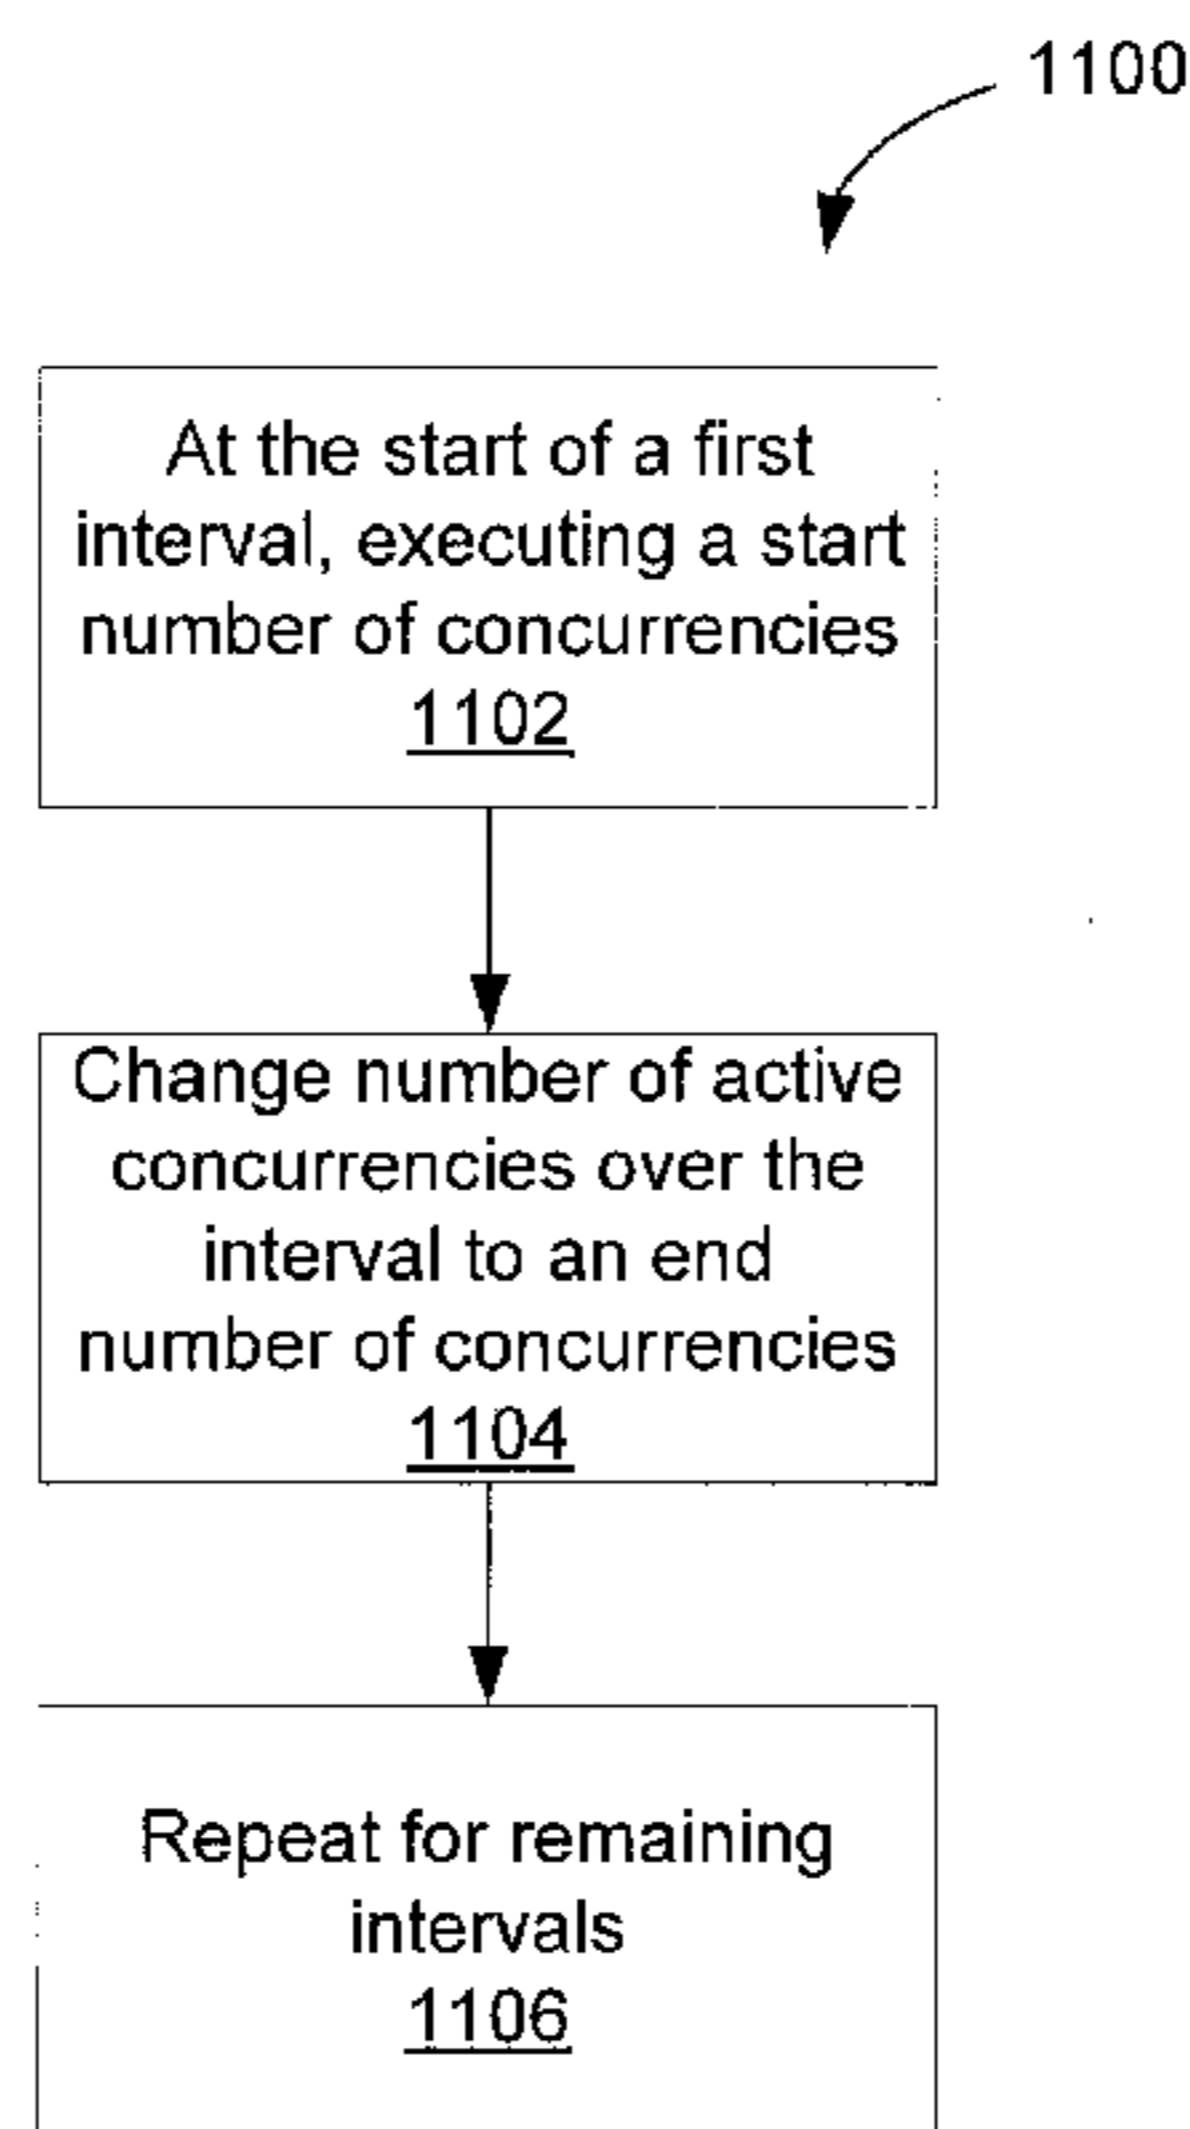 1100
At the start of a first
interval, executing a start
number of concurrencies
1102
Change number of active
concurrencies over the
interval to an end
number of concurrencies
1104
Repeat for remaining
intervals
1106